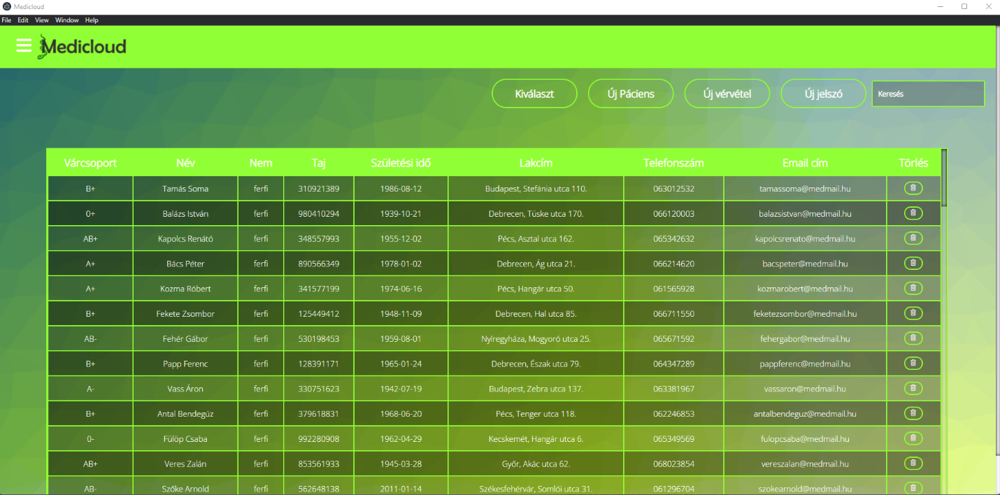 Medicloud
File Edit View Window Help
Medicloud
Kiválaszt Új Páciens Új vérvétel Új jelszó Keresés
Várcsoport Név Nem Taj Születési idő Lakcím Telefonszám Email cím Törlés
B+ Tamás Soma ferfi 310921389 1986-08-12 Budapest, Stefánia utca 110. 063012532 tamassoma@medmail.hu
0+ Balázs István ferfi 980410294 1939-10-21 Debrecen, Tüske utca 170. 066120003 balazsistvan@medmail.hu
AB+ Kapolcs Renátó ferfi 348557993 1955-12-02 Pécs, Asztal utca 162. 065342632 kapolcsrenato@medmail.hu
A+ Bács Péter ferfi 890566349 1978-01-02 Debrecen, Ág utca 21. 066214620 bacspeter@medmail.hu
A+ Kozma Róbert ferfi 341577199 1974-06-16 Pécs, Hangár utca 50. 061565928 kozmarobert@medmail.hu
B+ Fekete Zsombor ferfi 125449412 1948-11-09 Debrecen, Hal utca 85. 066711550 feketezsombor@medmail.hu
AB- Fehér Gábor ferfi 530198453 1959-08-01 Nyíregyháza, Mogyoró utca 25. 065671592 fehergabor@medmail.hu
B+ Papp Ferenc ferfi 128391171 1965-01-24 Debrecen, Észak utca 79. 064347289 pappferenc@medmail.hu
A- Vass Áron ferfi 330751623 1942-07-19 Budapest, Zebra utca 137. 063381967 vassaron@medmail.hu
B+ Antal Bendegúz ferfi 379618831 1968-06-20 Pécs, Tenger utca 118. 062246853 antalbendeguz@medmail.hu
0- Fülöp Csaba ferfi 992280908 1962-04-29 Kecskemét, Hangár utca 6. 065349569 fulopcsaba@medmail.hu
AB+ Veres Zalán ferfi 853561933 1945-03-28 Győr, Akác utca 62. 068023854 vereszalan@medmail.hu
AB- Szőke Arnold ferfi 562648138 2011-01-14 Székesfehérvár, Somlói utca 31. 061296704 szokearnold@medmail.hu